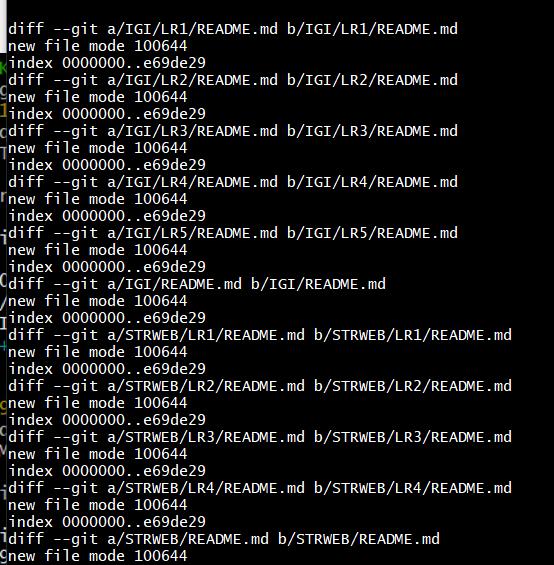 diff --git a/IGI/LR1/README.md b/IGI/LR1/README.md
new file mode 100644
index 0000000..e69de29
diff --git a/IGI/LR2/README.md b/IGI/LR2/README.md
new file mode 100644
index 0000000..e69de29
diff --git a/IGI/LR3/README.md b/IGI/LR3/README.md
new file mode 100644
index 0000000..e69de29
diff --git a/IGI/LR4/README.md b/IGI/LR4/README.md
new file mode 100644
index 0000000..e69de29
diff --git a/IGI/LR5/README.md b/IGI/LR5/README.md
new file mode 100644
index 0000000..e69de29
diff --git a/IGI/README.md b/IGI/README.md
new file mode 100644
index 0000000..e69de29
diff --git a/STRWEB/LR1/README.md b/STRWEB/LR1/README.md
new file mode 100644
index 0000000..e69de29
diff --git a/STRWEB/LR2/README.md b/STRWEB/LR2/README.md
new file mode 100644
index 0000000..e69de29
diff --git a/STRWEB/LR3/README.md b/STRWEB/LR3/README.md
new file mode 100644
index 0000000..e69de29
diff --git a/STRWEB/LR4/README.md b/STRWEB/LR4/README.md
new file mode 100644
index 0000000..e69de29
diff --git a/STRWEB/README.md b/STRWEB/README.md
new file mode 100644